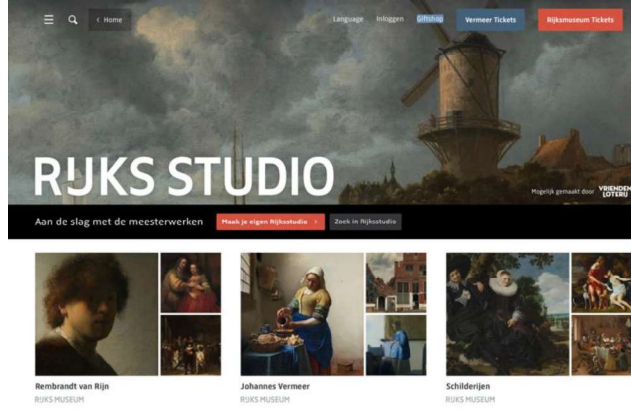 < Home
Language Inloggen Giftshop Vermeer Tickets Rijksmuseum Tickets
RIJKS STUDIO
Mogelijk gemaakt door VRIENDEN
LOTERIJ
Aan de slag met de meesterwerken Maak je eigen Rijksstudio > Zoek in Rijksstudio
Rembrandt van Rijn Johannes Vermeer Schilderijen
RIJKS MUSEUM RIJKS MUSEUM RIJKS MUSEUM